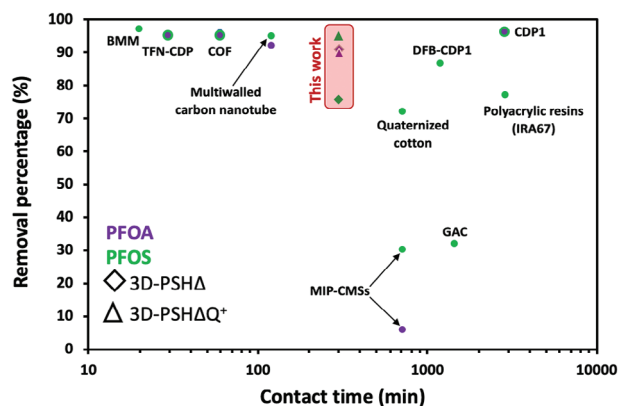 Removal percentage (%)
100
90
80
70
60
50
40
30
20
10
0
BMM
TFN-CDP
COF
Multiwalled
carbon nanotube
This work
DFB-CDP1
CDP1
Quaternized
cotton
Polyacrylic resins
(IRA67)
GAC
MIP-CMSs
PFOA
PFOS
3D-PSHΔ
3D-PSHΔQ⁺
10
100
1000
10000
Contact time (min)